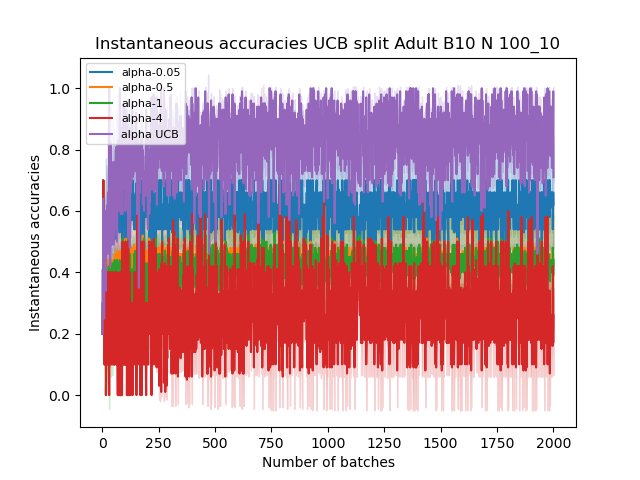 Instantaneous accuracies UCB split Adult B10 N 100_10
alpha-0.05
alpha-0.5
alpha-1
alpha-4
alpha UCB
1.0
0.8
0.6
0.4
0.2
0.0
Instantaneous accuracies
0 250 500 750 1000 1250 1500 1750 2000
Number of batches